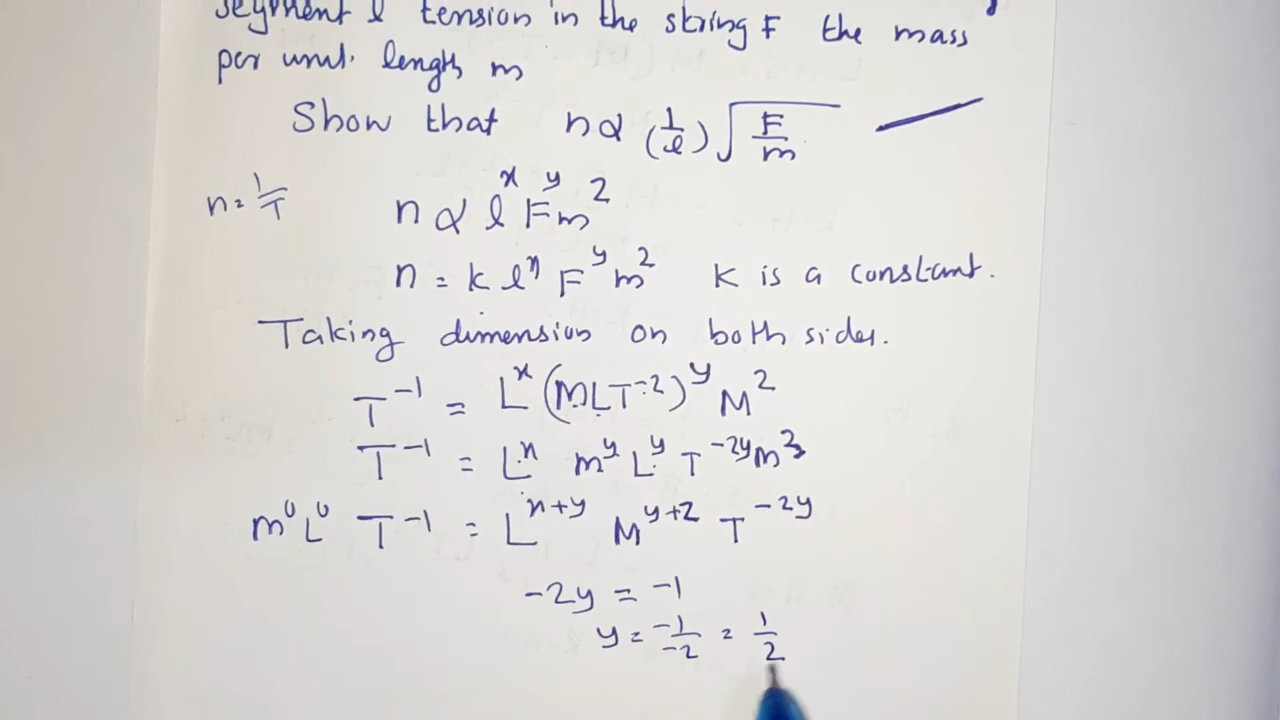 segment l tension in the string F the mass
per unit length m
Show that n α (1/l) √(F/m)
n = 1/T n α l^x F^y m^z
n = k l^x F^y m^z K is a constant.
Taking dimension on both sides.
T^-1 = L^x (MLT^-2)^y M^z
T^-1 = L^x M^y L^y T^-2y M^z
M^0 L^0 T^-1 = L^x+y M^y+z T^-2y
-2y = -1
y = -1/-2 = 1/2